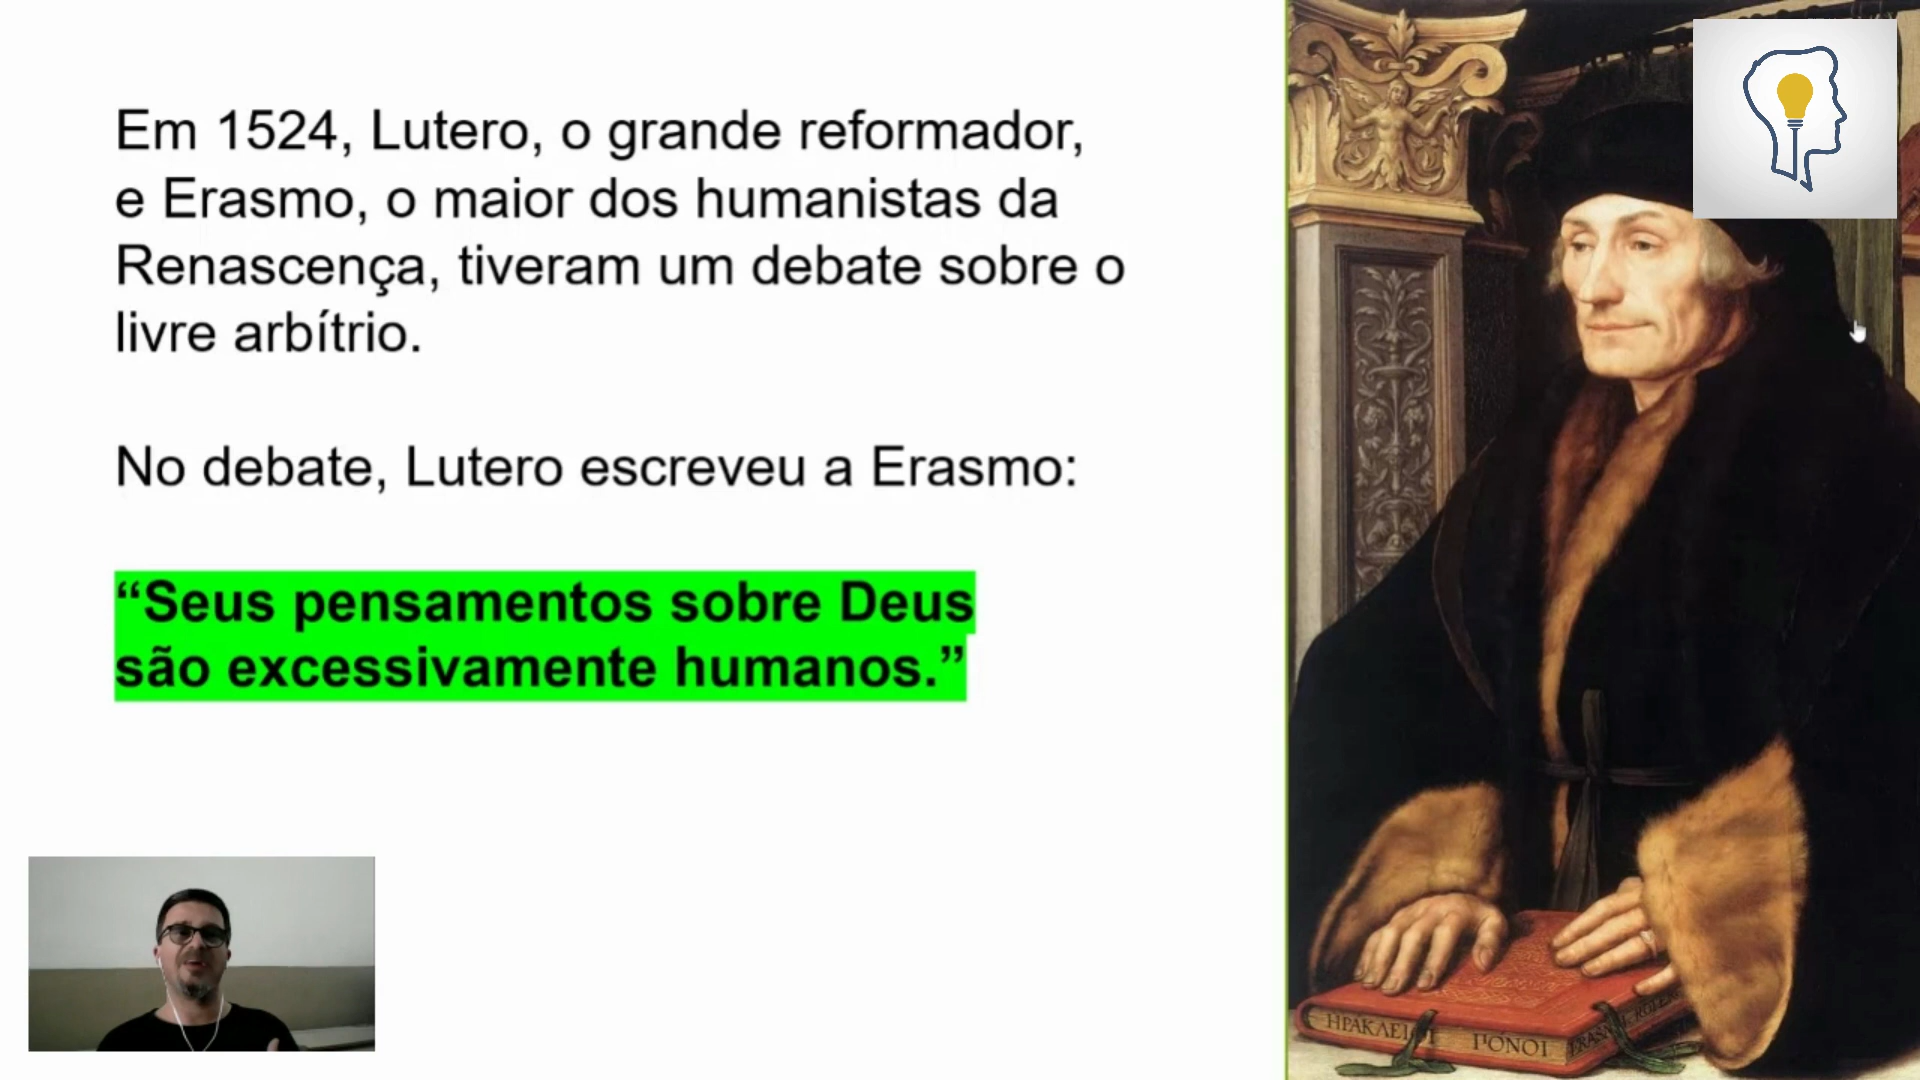 Em 1524, Lutero, o grande reformador,
e Erasmo, o maior dos humanistas da
Renascença, tiveram um debate sobre o
livre arbítrio.
No debate, Lutero escreveu a Erasmo:
“Seus pensamentos sobre Deus
são excessivamente humanos.”
ΗΡΑΚΛΕΙΟΙ ΠΟΝΟΙ